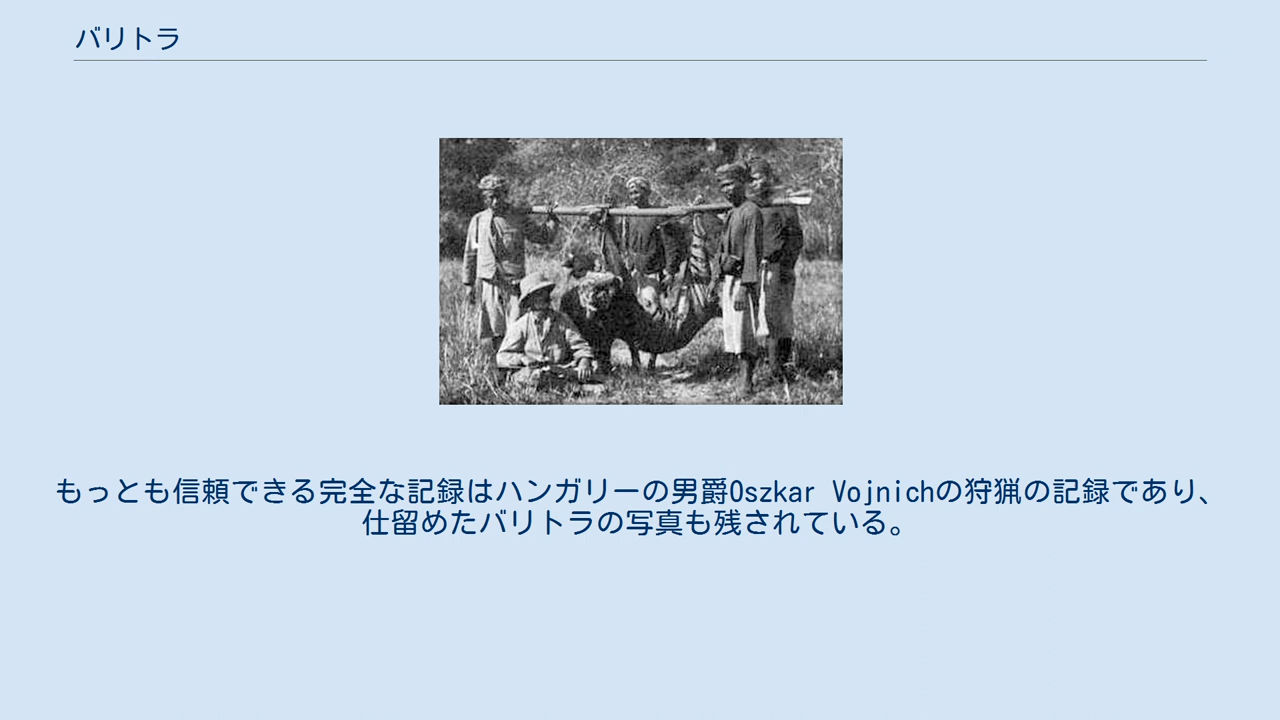 バリトラ
もっとも信頼できる完全な記録はハンガリーの男爵Oszkar Vojnichの狩猟の記録であり、
仕留めたバリトラの写真も残されている。